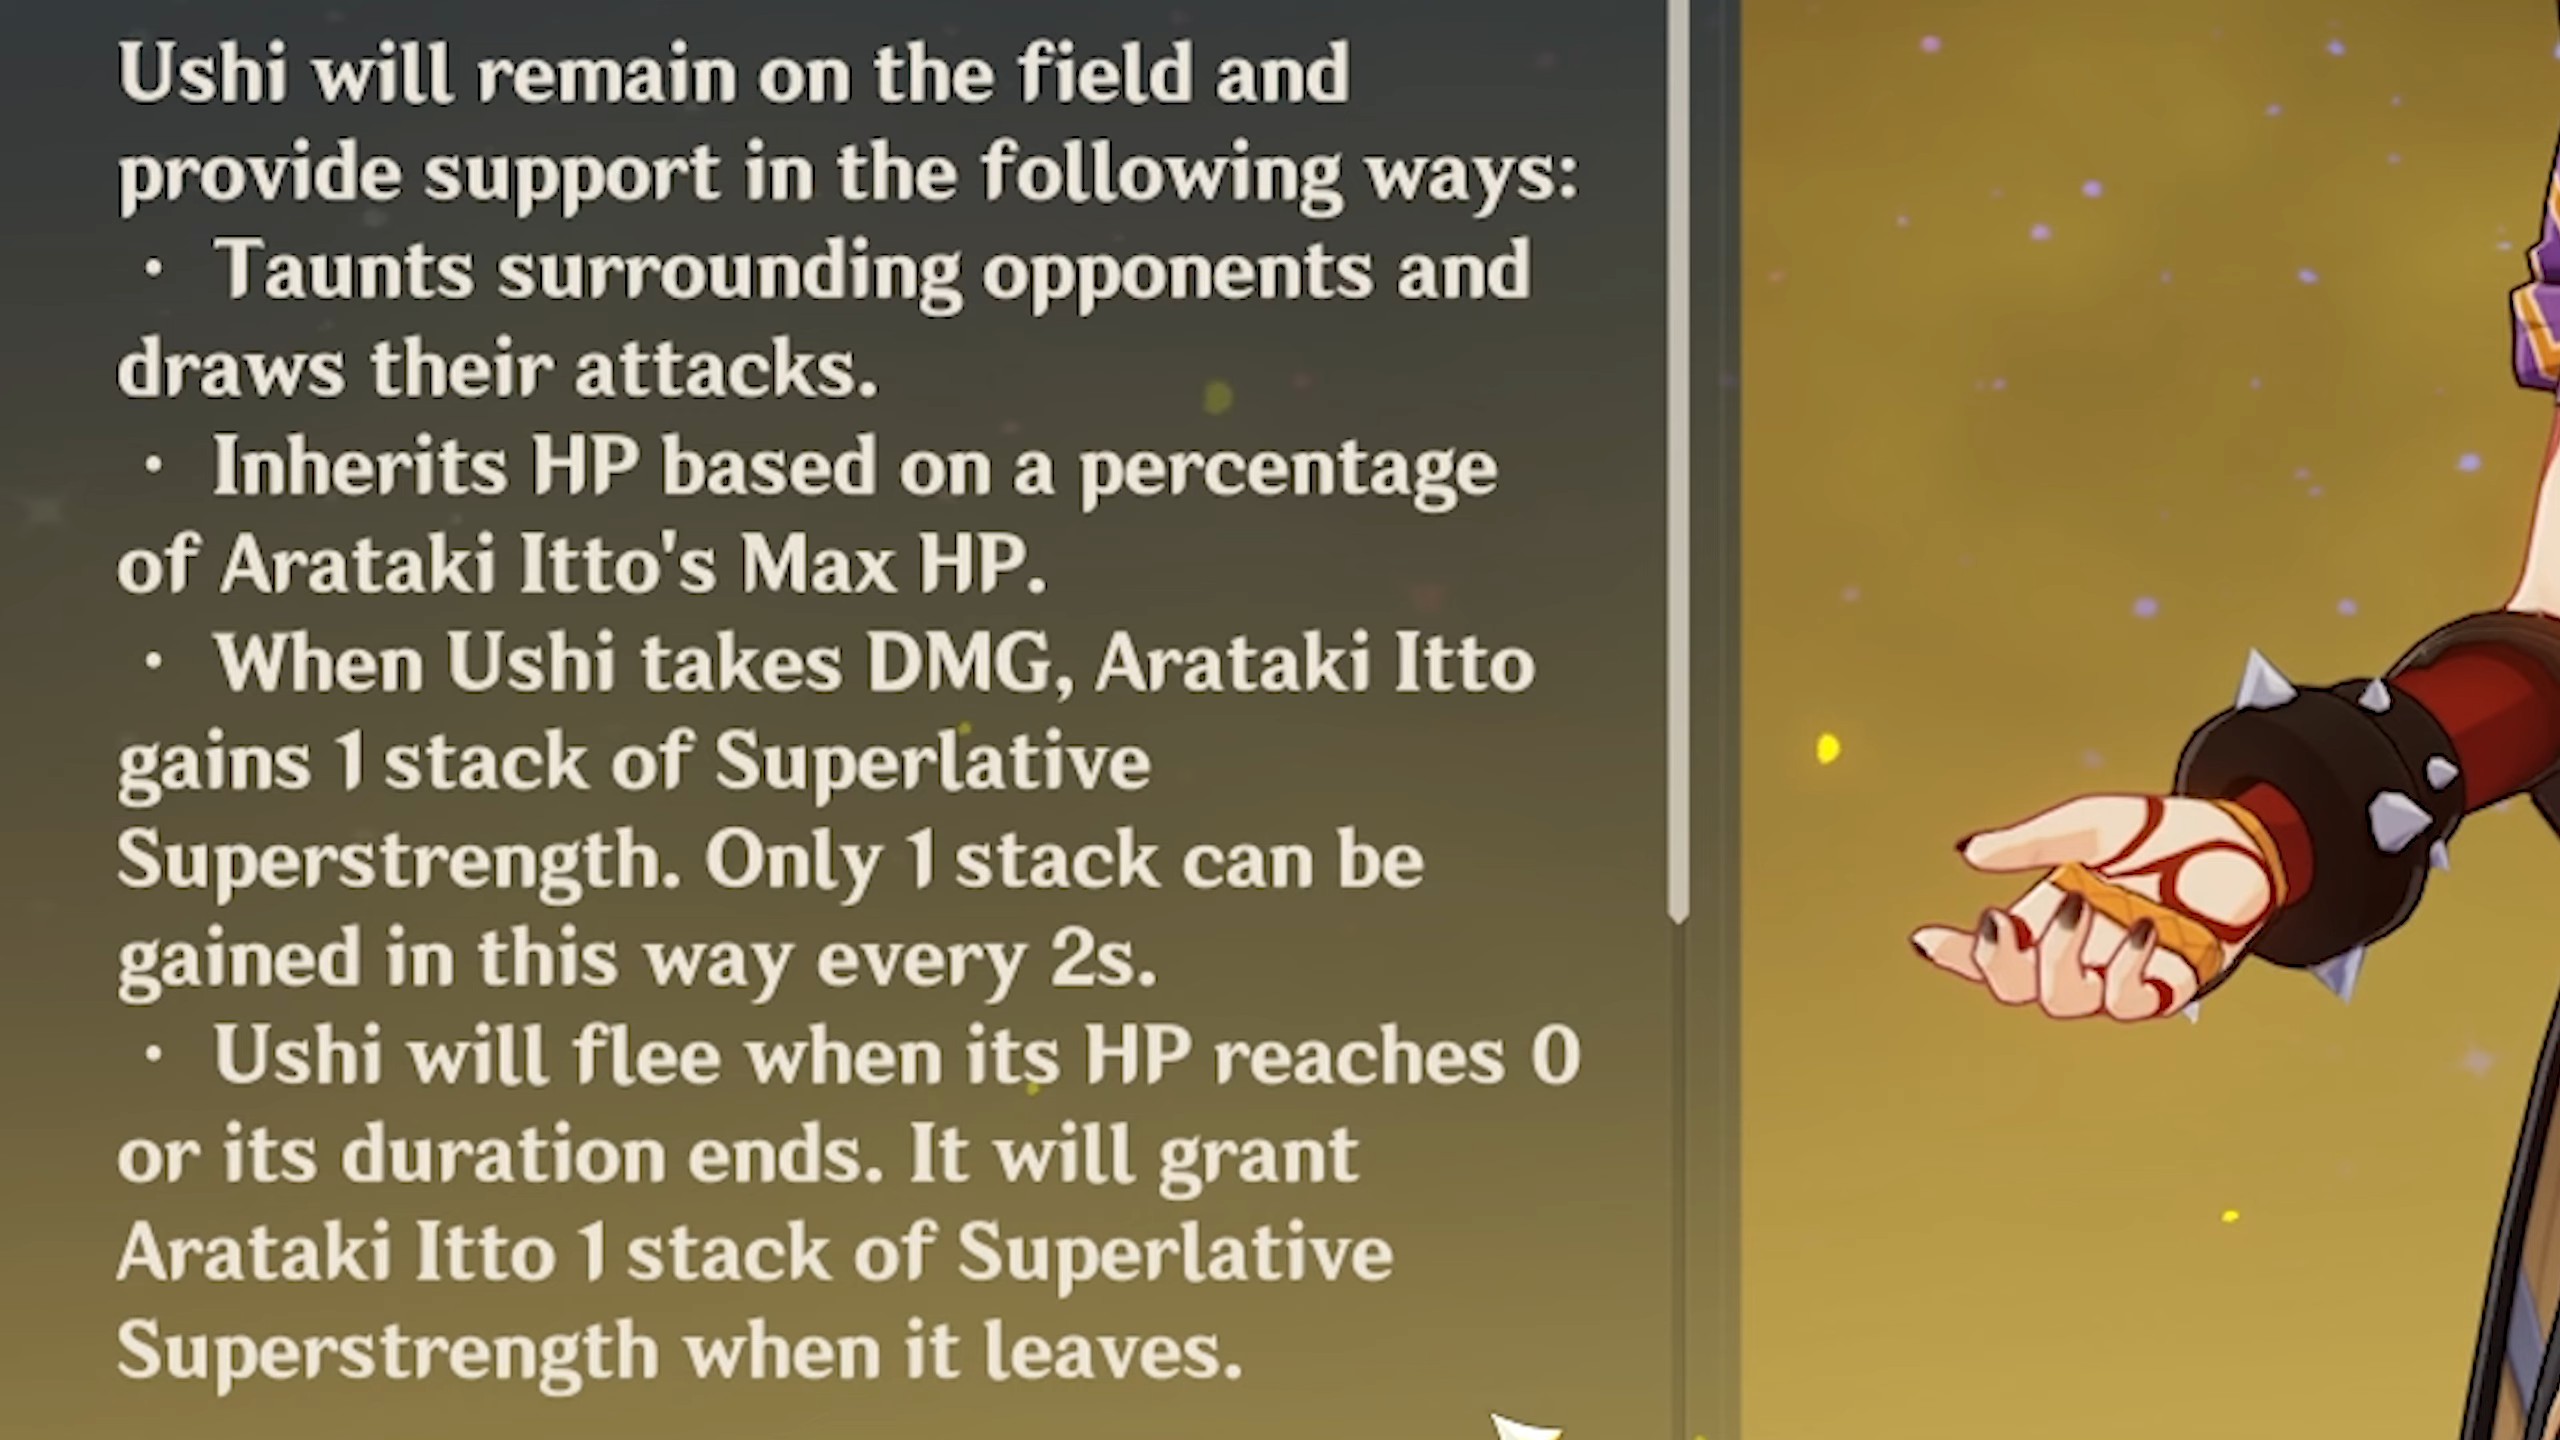 Ushi will remain on the field and
provide support in the following ways:
· Taunts surrounding opponents and
draws their attacks.
· Inherits HP based on a percentage
of Arataki Itto's Max HP.
· When Ushi takes DMG, Arataki Itto
gains 1 stack of Superlative
Superstrength. Only 1 stack can be
gained in this way every 2s.
· Ushi will flee when its HP reaches 0
or its duration ends. It will grant
Arataki Itto 1 stack of Superlative
Superstrength when it leaves.